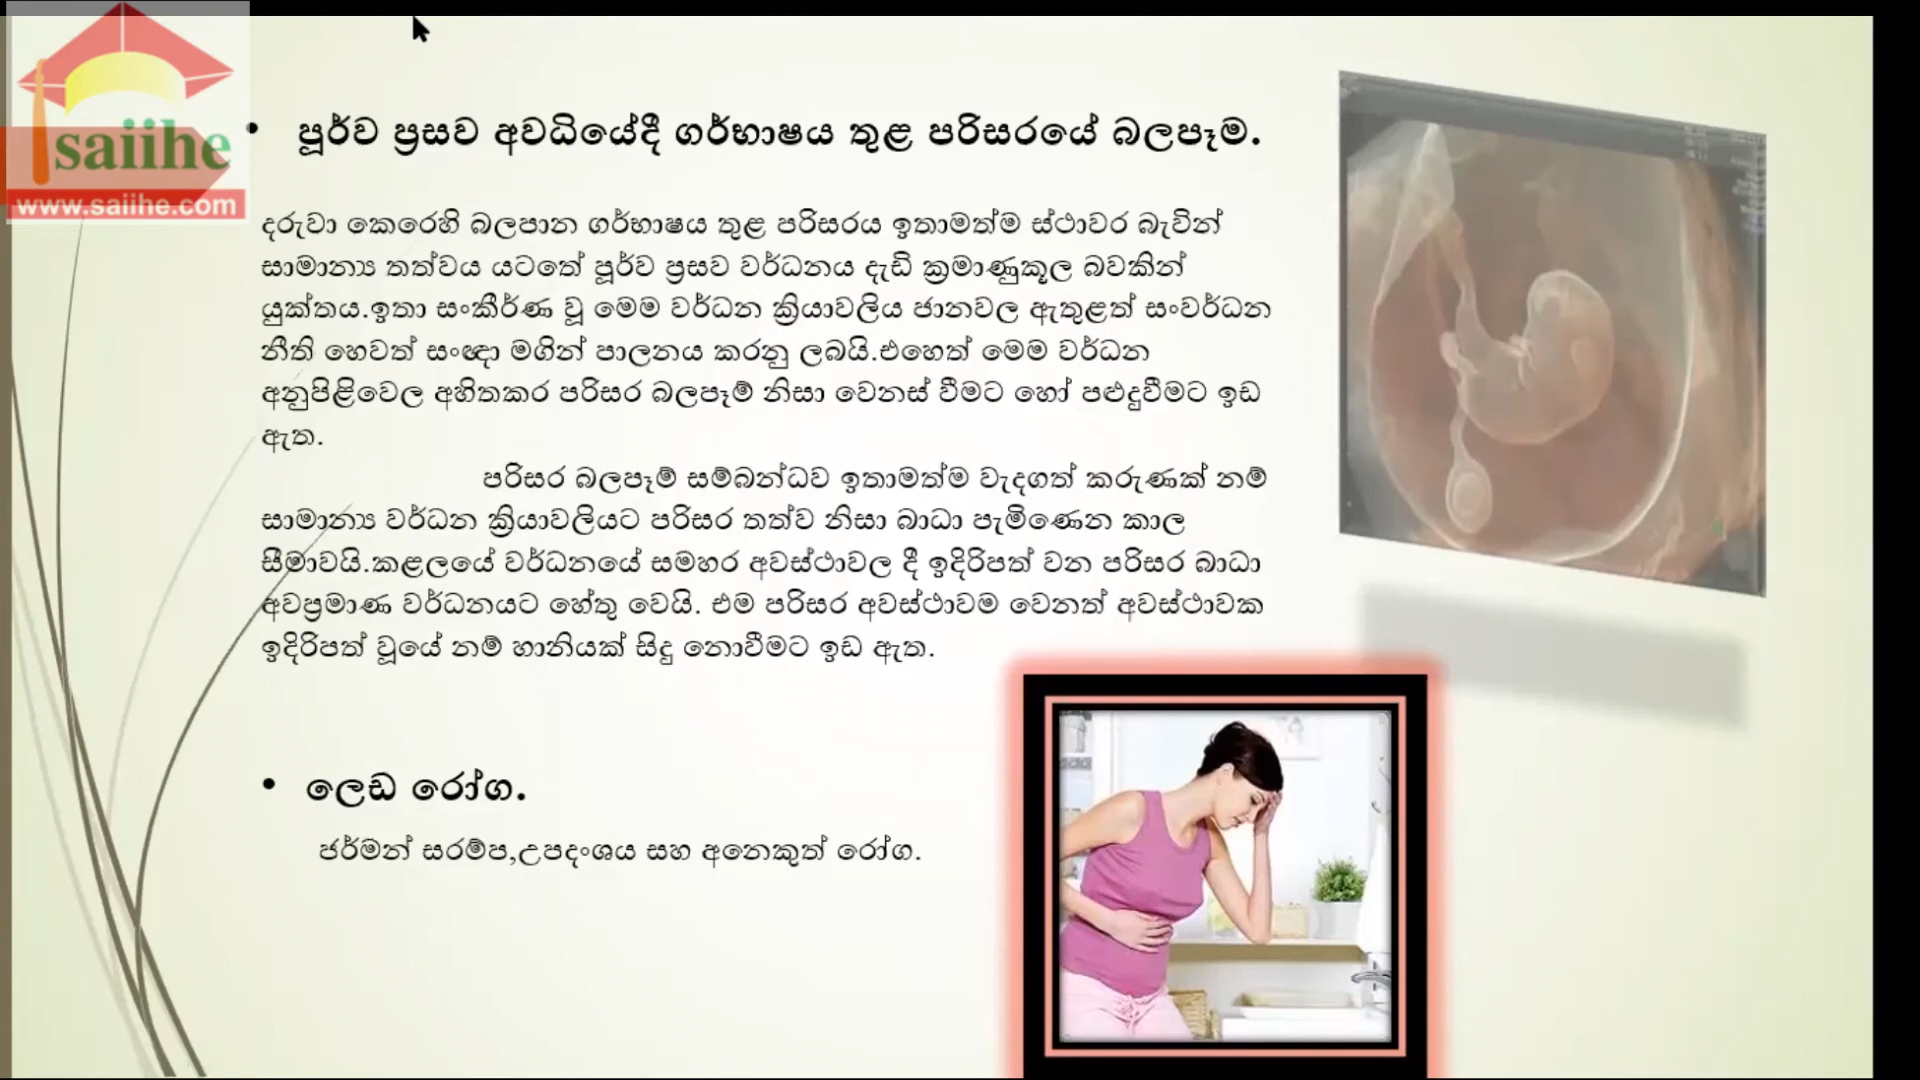 saiihe
www.saiihe.com
• පූර්ව ප්‍රසව අවධියේදී ගර්භාෂය තුළ පරිසරයේ බලපෑම.
දරුවා කෙරෙහි බලපාන ගර්භාෂය තුළ පරිසරය ඉතාමත්ම ස්ථාවර බැවින්
සාමාන්‍ය තත්වය යටතේ පූර්ව ප්‍රසව වර්ධනය දැඩි ක්‍රමාණුකූල බවකින්
යුක්තය.ඉතා සංකීර්ණ වූ මෙම වර්ධන ක්‍රියාවලිය ජානවල ඇතුළත් සංවර්ධන
නීති හෙවත් සංඥා මගින් පාලනය කරනු ලබයි.එහෙත් මෙම වර්ධන
අනුපිළිවෙල අහිතකර පරිසර බලපෑම් නිසා වෙනස් වීමට හෝ පළුදුවීමට ඉඩ
ඇත.
පරිසර බලපෑම් සම්බන්ධව ඉතාමත්ම වැදගත් කරුණක් නම්
සාමාන්‍ය වර්ධන ක්‍රියාවලියට පරිසර තත්ව නිසා බාධා පැමිණෙන කාල
සීමාවයි.කළලයේ වර්ධනයේ සමහර අවස්ථාවල දී ඉදිරිපත් වන පරිසර බාධා
අවප්‍රමාණ වර්ධනයට හේතු වෙයි. එම පරිසර අවස්ථාවම වෙනත් අවස්ථාවක
ඉදිරිපත් වූයේ නම් හානියක් සිදු නොවීමට ඉඩ ඇත.
• ලෙඩ රෝග.
ජර්මන් සරම්ප,උපදංශය සහ අනෙකුත් රෝග.